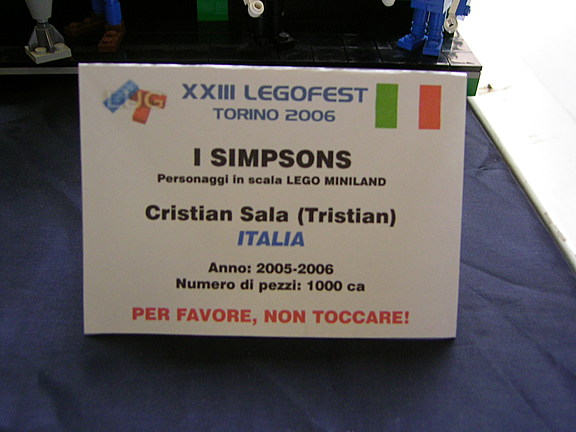 LUG
XXIII LEGOFEST
TORINO 2006
I SIMPSONS
Personaggi in scala LEGO MINILAND
Cristian Sala (Tristian)
ITALIA
Anno: 2005-2006
Numero di pezzi: 1000 ca
PER FAVORE, NON TOCCARE!